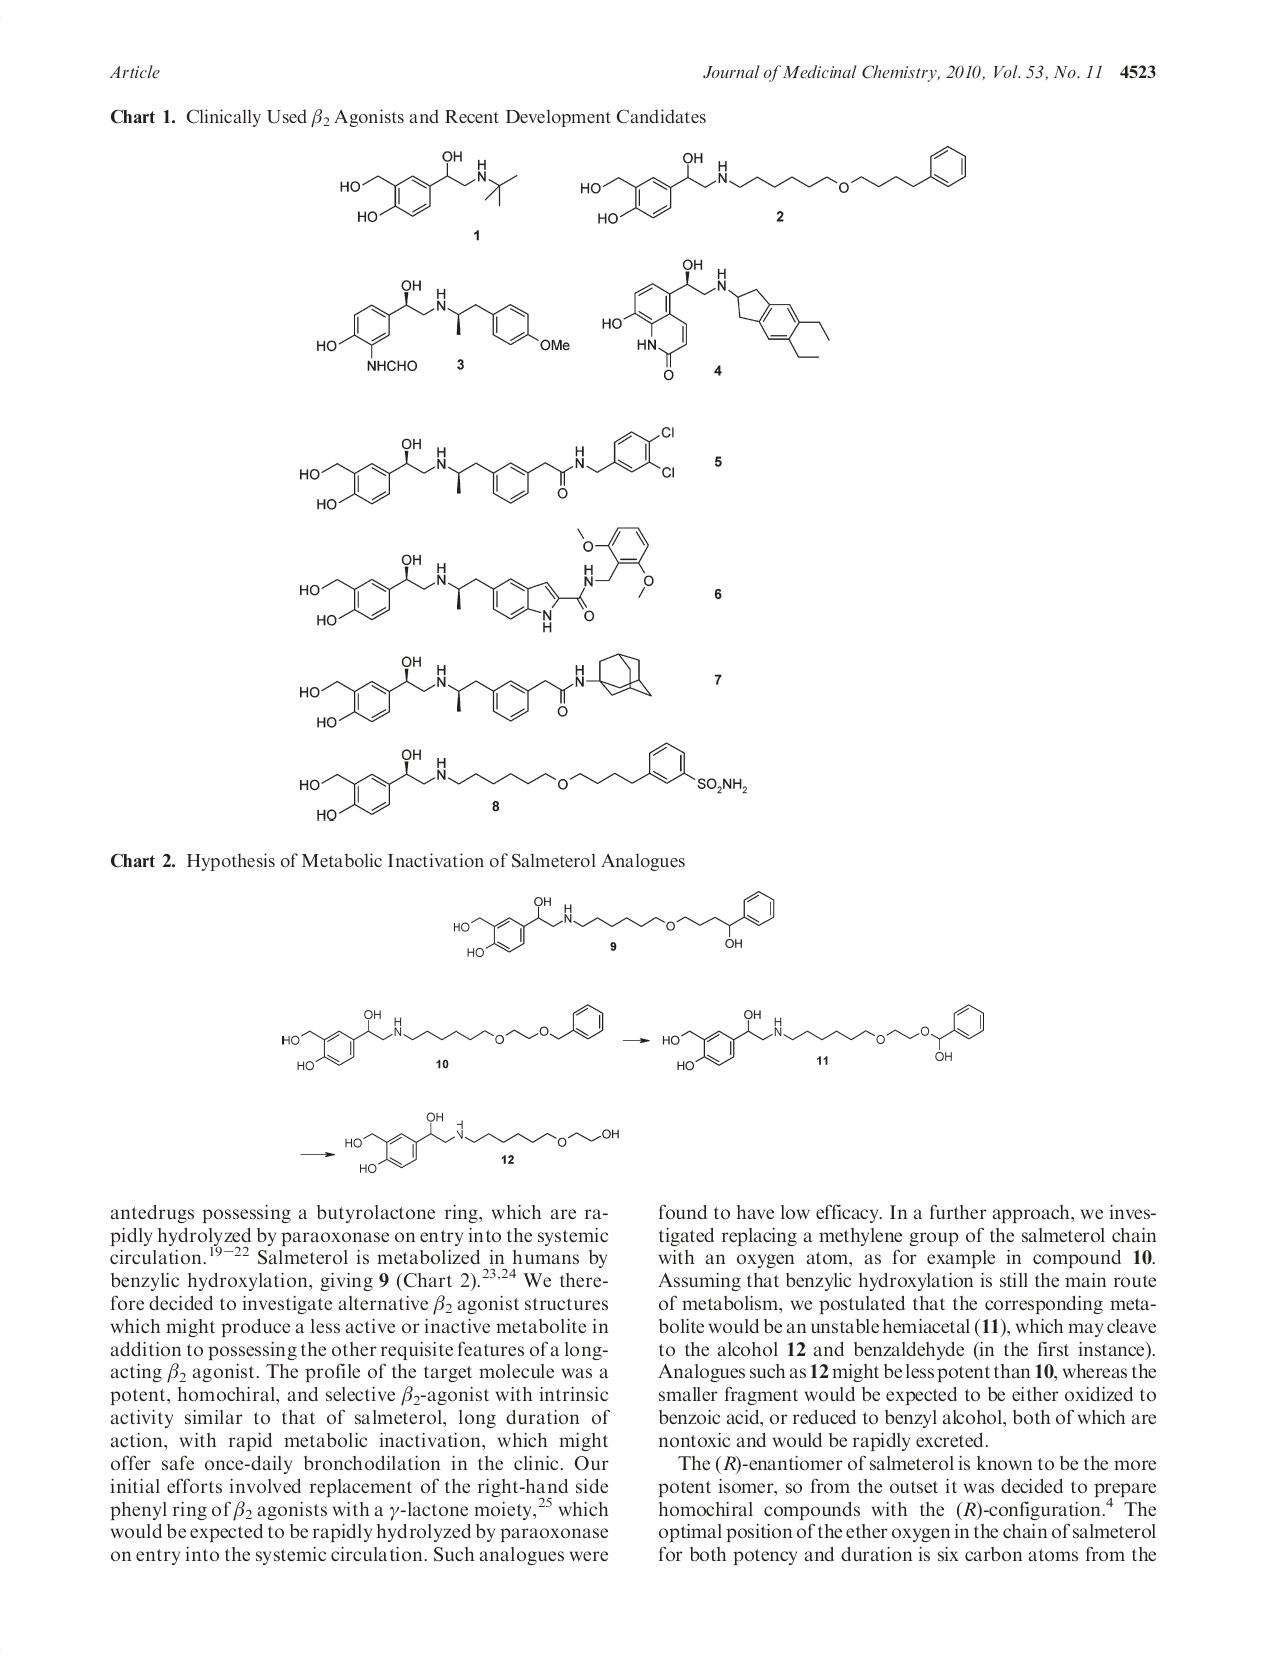 Article
Journal of Medicinal Chemistry, 2010, Vol. 53, No. 11 4523
Chart 1. Clinically Used β2 Agonists and Recent Development Candidates
OH
H
N
HO
HO
1
OH
H
N
HO
HO
O
2
OH
H
N
HO
NHCHO
OMe
3
OH
H
N
HO
HN
O
4
OH
H
N
HO
HO
H
N
O
Cl
Cl
5
OH
H
N
HO
HO
N
H
H
N
O
O
O
6
OH
H
N
HO
HO
H
N
O
7
OH
H
N
HO
HO
O
SO2NH2
8
Chart 2. Hypothesis of Metabolic Inactivation of Salmeterol Analogues
OH
H
N
HO
HO
O
OH
9
OH
H
N
HO
HO
O
O
10
OH
H
N
HO
HO
O
O
OH
11
OH
H
N
HO
HO
O
OH
12
antedrugs possessing a butyrolactone ring, which are ra-
pidly hydrolyzed by paraoxonase on entry into the systemic
circulation.19−22 Salmeterol is metabolized in humans by
benzylic hydroxylation, giving 9 (Chart 2).23,24 We there-
fore decided to investigate alternative β2 agonist structures
which might produce a less active or inactive metabolite in
addition to possessing the other requisite features of a long-
acting β2 agonist. The profile of the target molecule was a
potent, homochiral, and selective β2-agonist with intrinsic
activity similar to that of salmeterol, long duration of
action, with rapid metabolic inactivation, which might
offer safe once-daily bronchodilation in the clinic. Our
initial efforts involved replacement of the right-hand side
phenyl ring of β2 agonists with a γ-lactone moiety,25 which
would be expected to be rapidly hydrolyzed by paraoxonase
on entry into the systemic circulation. Such analogues were
found to have low efficacy. In a further approach, we inves-
tigated replacing a methylene group of the salmeterol chain
with an oxygen atom, as for example in compound 10.
Assuming that benzylic hydroxylation is still the main route
of metabolism, we postulated that the corresponding meta-
bolite would be an unstable hemiacetal (11), which may cleave
to the alcohol 12 and benzaldehyde (in the first instance).
Analogues such as 12 might be less potent than 10, whereas the
smaller fragment would be expected to be either oxidized to
benzoic acid, or reduced to benzyl alcohol, both of which are
nontoxic and would be rapidly excreted.
The (R)-enantiomer of salmeterol is known to be the more
potent isomer, so from the outset it was decided to prepare
homochiral compounds with the (R)-configuration.4 The
optimal position of the ether oxygen in the chain of salmeterol
for both potency and duration is six carbon atoms from the